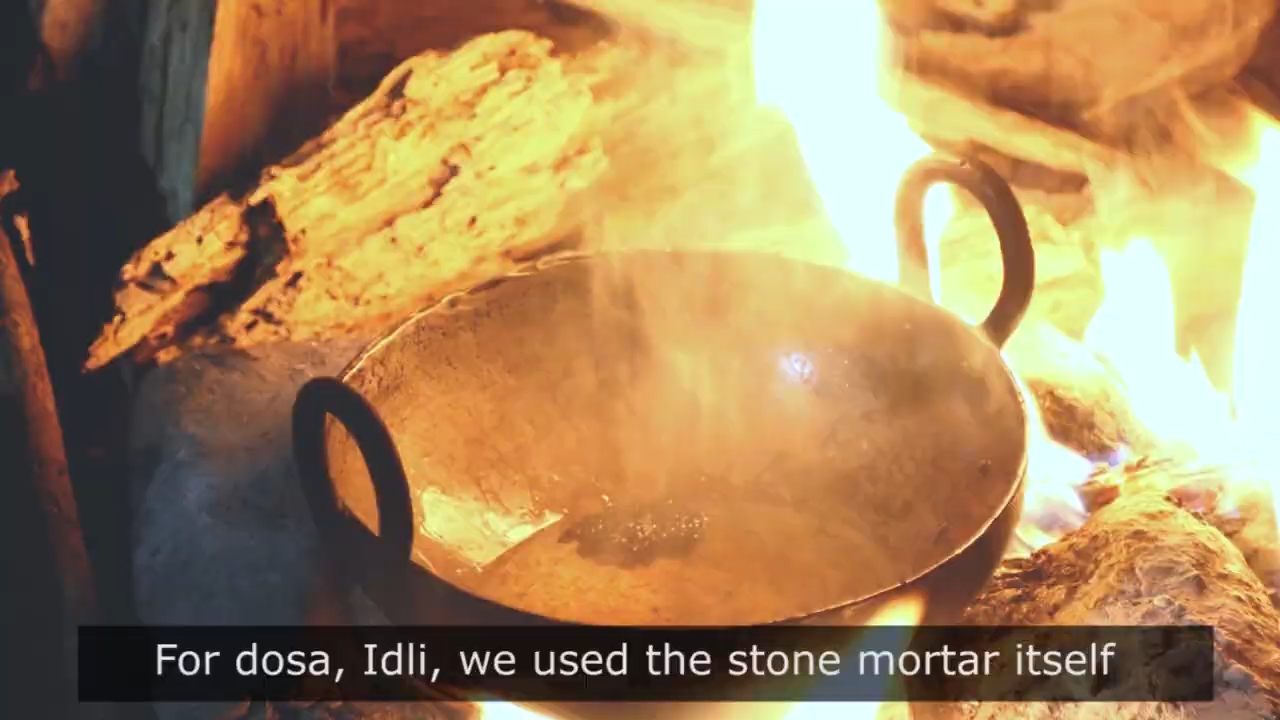 For dosa, Idli, we used the stone mortar itself